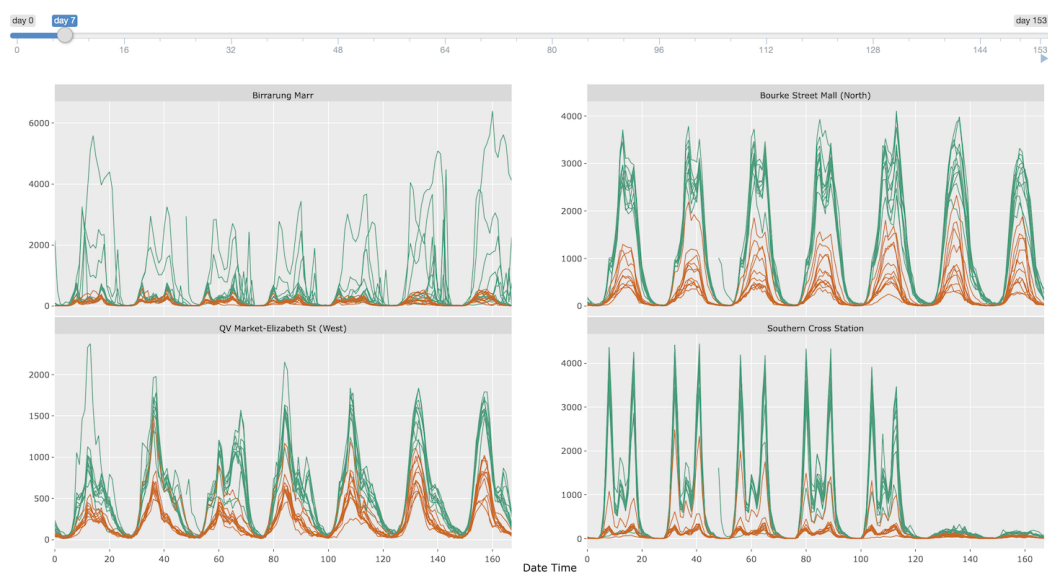 day 0 day 7 day 153
0 16 32 48 64 80 96 112 128 144 153
Birrarung Marr
6000
4000
2000
0
Bourke Street Mall (North)
4000
3000
2000
1000
0
QV Market-Elizabeth St (West)
2000
1500
1000
500
0
0 20 40 60 80 100 120 140 160
Southern Cross Station
4000
3000
2000
1000
0
0 20 40 60 80 100 120 140 160
Date Time